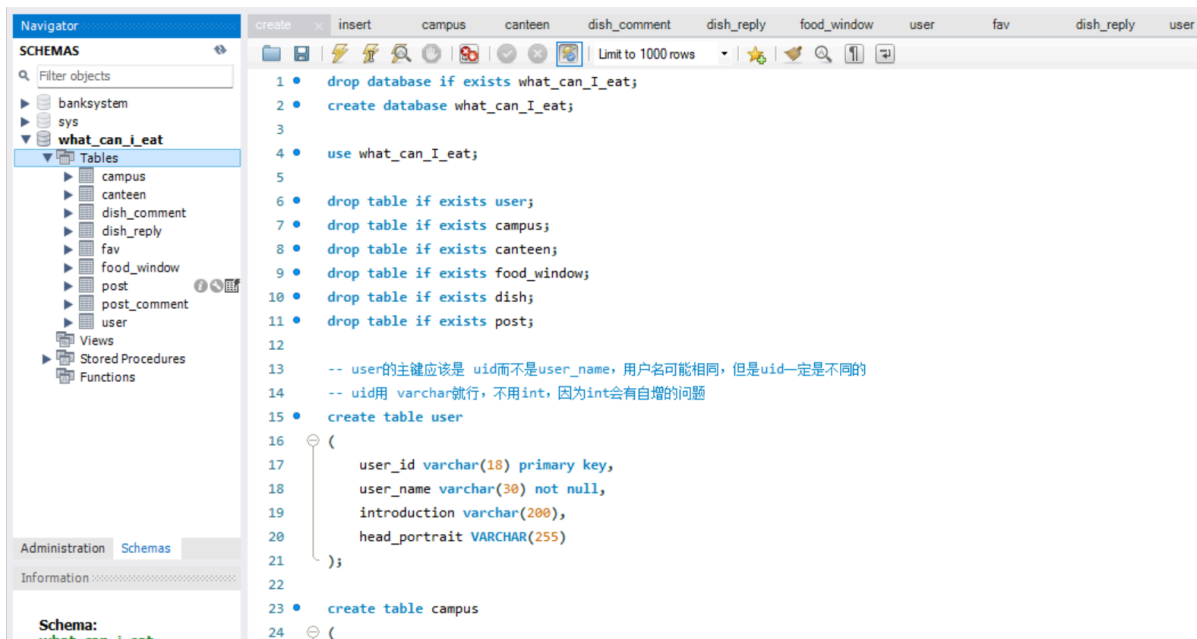 Navigator
create × insert campus canteen dish_comment dish_reply food_window user fav dish_reply user
SCHEMAS
Filter objects
banksystem
sys
what_can_i_eat
Tables
campus
canteen
dish_comment
dish_reply
fav
food_window
post
post_comment
user
Views
Stored Procedures
Functions
Administration Schemas
Information
Schema:
what_can_i_eat
Limit to 1000 rows
1 drop database if exists what_can_I_eat;
2 create database what_can_I_eat;
3
4 use what_can_I_eat;
5
6 drop table if exists user;
7 drop table if exists campus;
8 drop table if exists canteen;
9 drop table if exists food_window;
10 drop table if exists dish;
11 drop table if exists post;
12
13 -- user的主键应该是 uid而不是user_name，用户名可能相同，但是uid一定是不同的
14 -- uid用 varchar就行，不用int，因为int会有自增的问题
15 create table user
16 (
17 user_id varchar(18) primary key,
18 user_name varchar(30) not null,
19 introduction varchar(200),
20 head_portrait VARCHAR(255)
21 );
22
23 create table campus
24 (